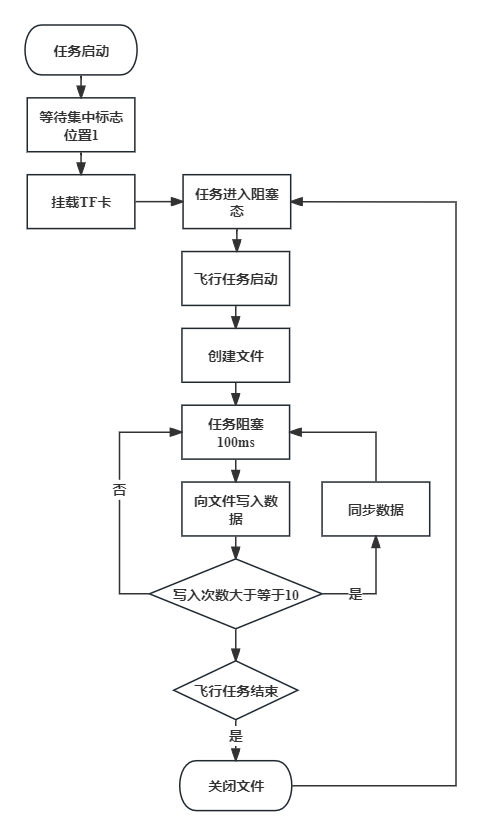 任务启动
等待集中标志
位置1
挂载TF卡
任务进入阻塞
态
飞行任务启动
创建文件
任务阻塞
100ms
否
向文件写入数
据
同步数据
写入次数大于等于10
是
飞行任务结束
是
关闭文件